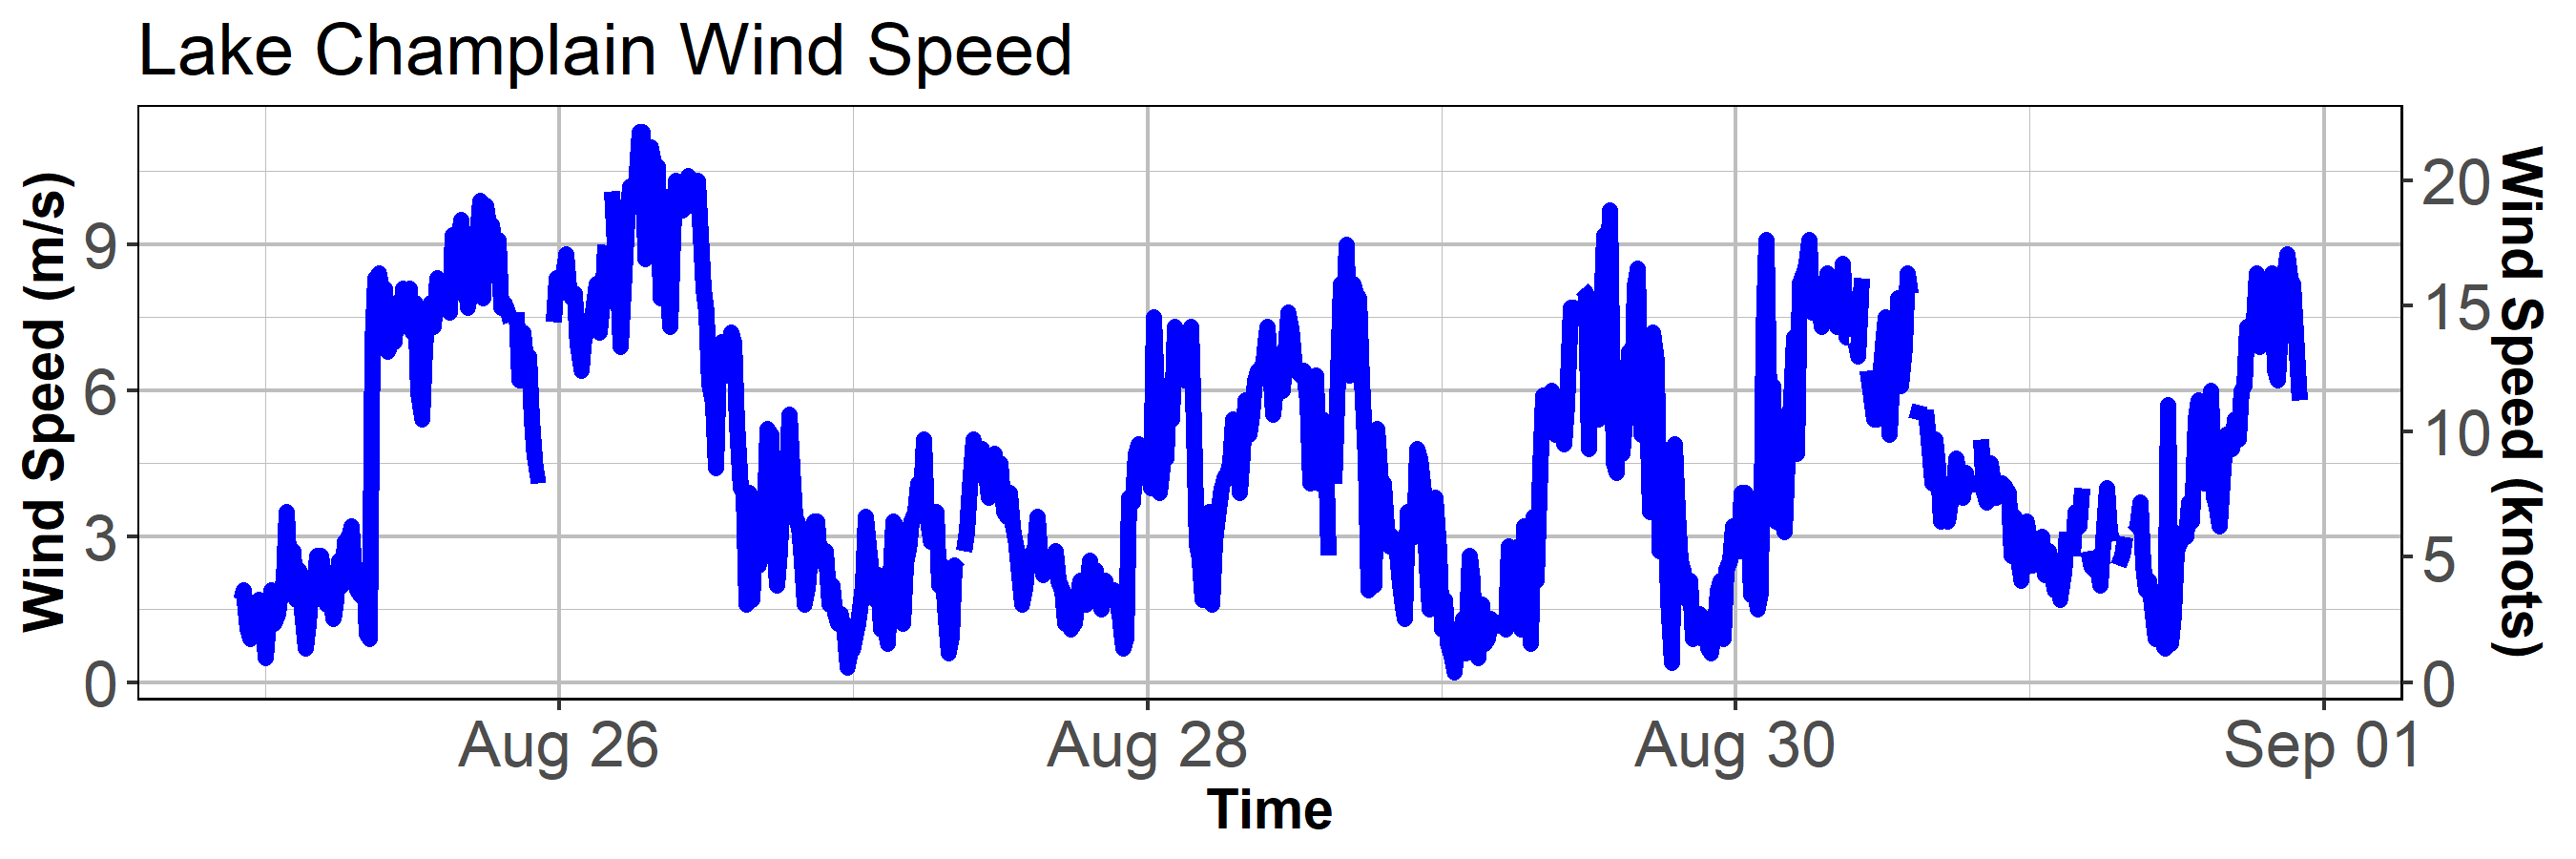 Lake Champlain Wind Speed
Wind Speed (m/s)
9
6
3
0
20
15
10
5
0
Wind Speed (knots)
Aug 26
Aug 28
Aug 30
Sep 01
Time